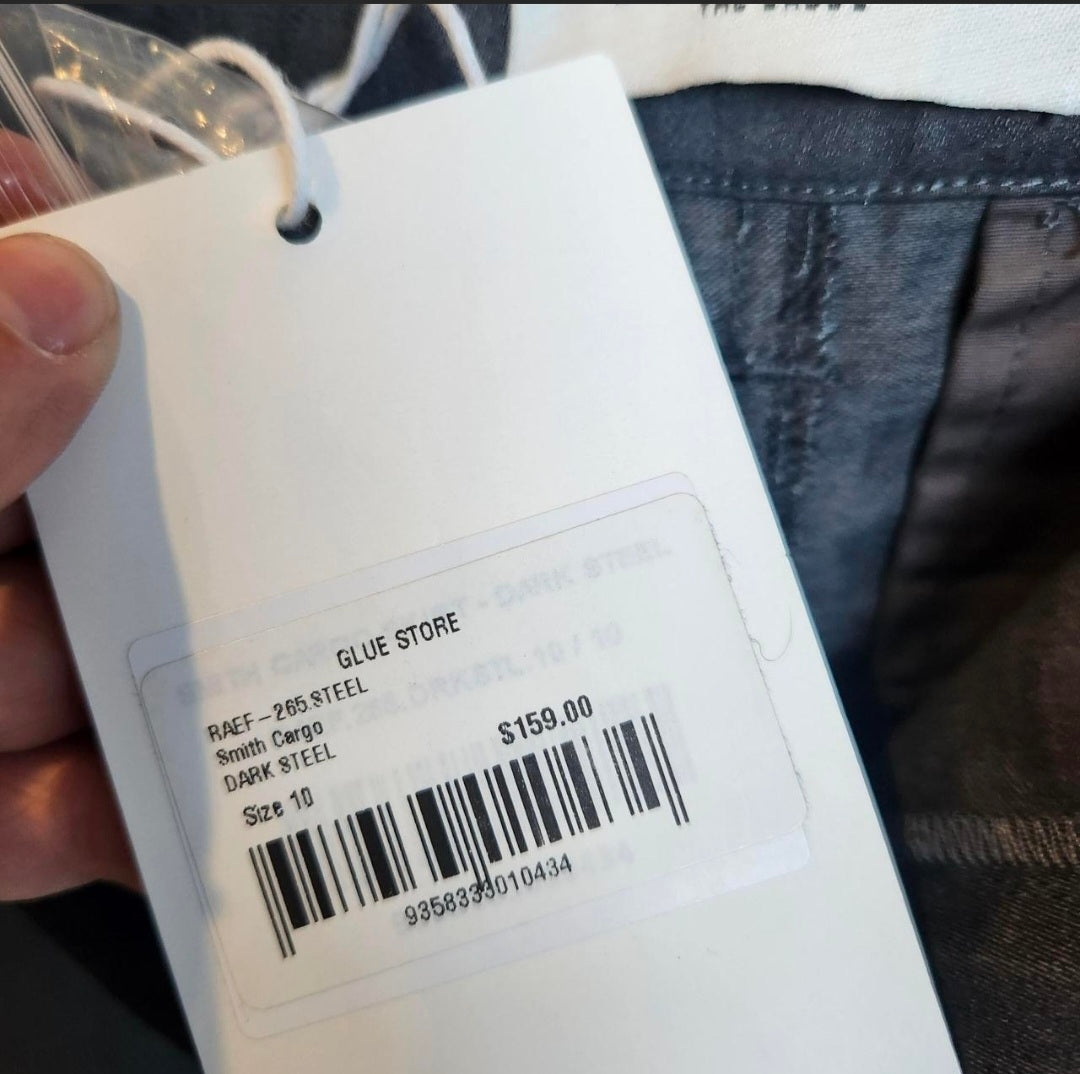 GLUE STORE
RAEF-265.STEEL
Smith Cargo
$159.00
DARK STEEL
Size 10
9358333010434